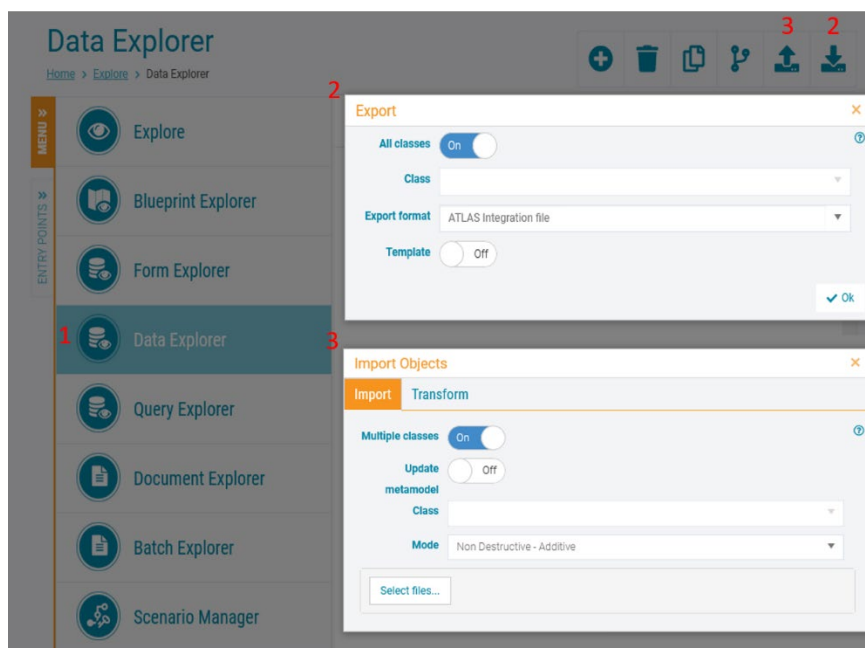 Data Explorer
Home > Explore > Data Explorer
3 2
MENU »
ENTRY POINTS »
Explore
Blueprint Explorer
Form Explorer
1
Data Explorer
Query Explorer
Document Explorer
Batch Explorer
Scenario Manager
2
Export ×
All classes On
Class
Export format ATLAS Integration file
Template Off
Ok
3
Import Objects ×
Import Transform
Multiple classes On
Update Off
metamodel
Class
Mode Non Destructive - Additive
Select files...